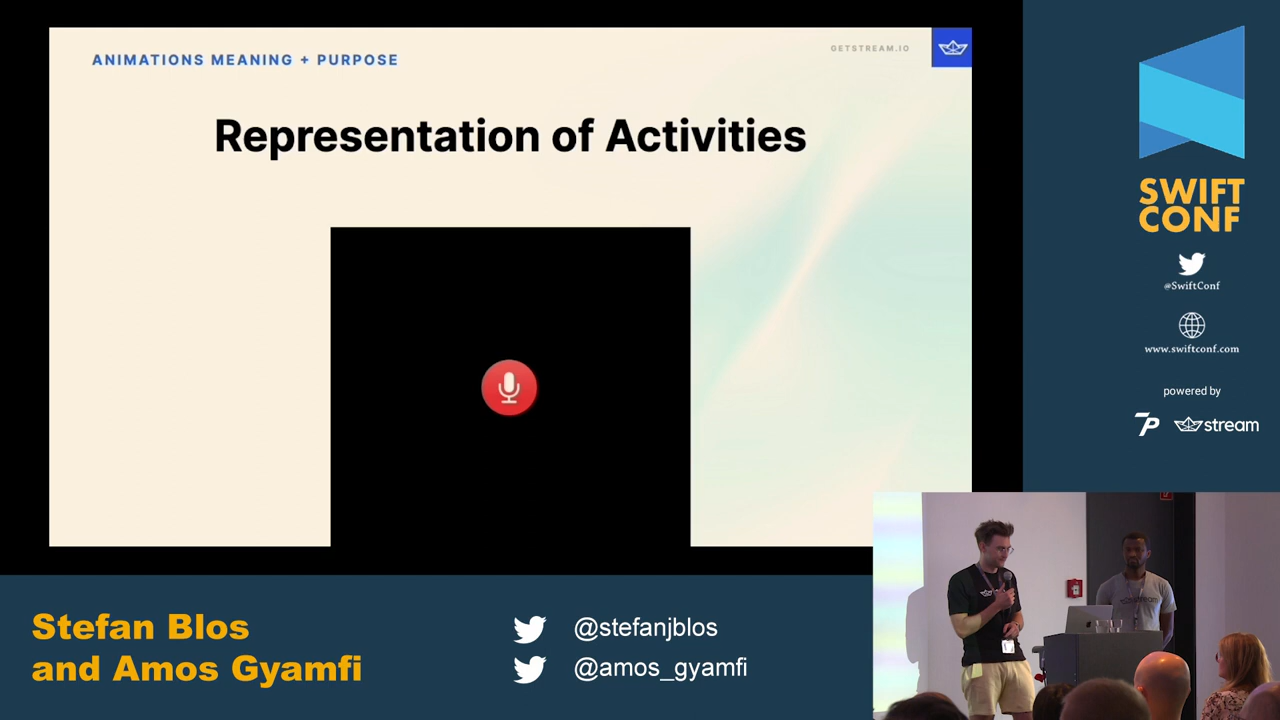 ANIMATIONS MEANING + PURPOSE
GETSTREAM.IO
Representation of Activities
SWIFT
CONF
@SwiftConf
www.swiftconf.com
powered by
7P
stream
Stefan Blos
and Amos Gyamfi
@stefanjblos
@amos_gyamfi